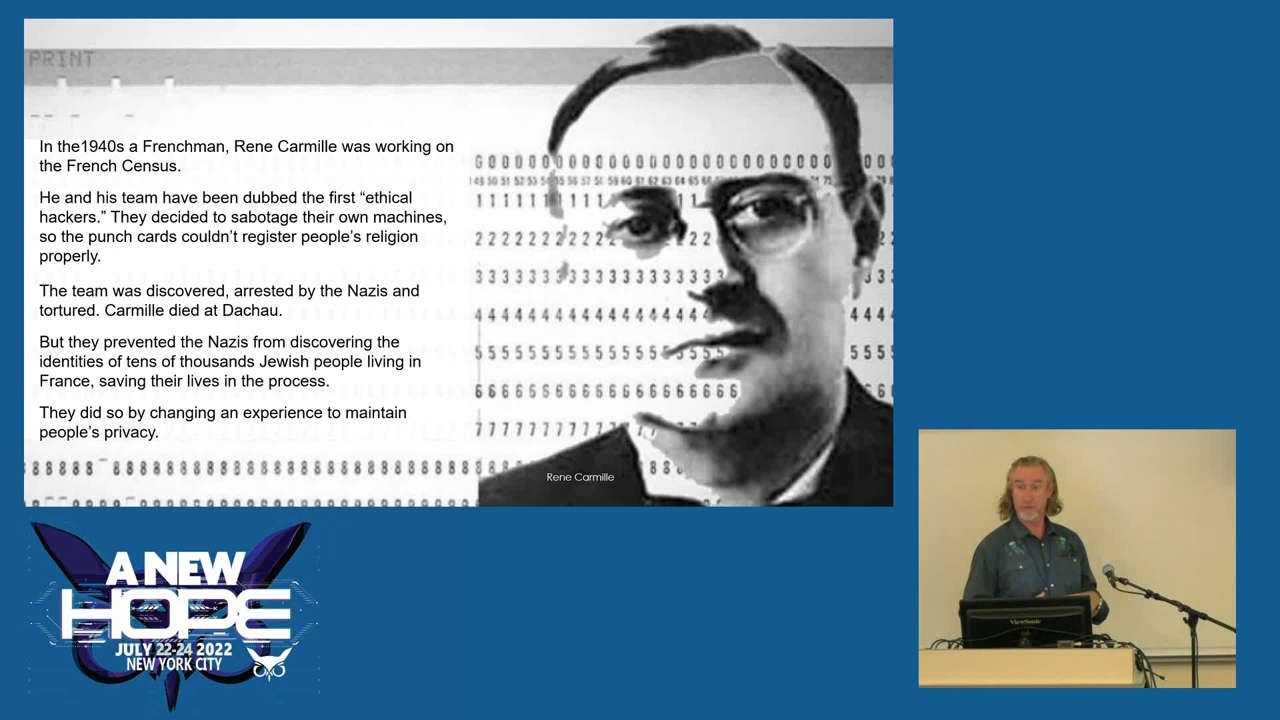 PRINT
In the1940s a Frenchman, Rene Carmille was working on
the French Census.
He and his team have been dubbed the first “ethical
hackers.” They decided to sabotage their own machines,
so the punch cards couldn’t register people’s religion
properly.
The team was discovered, arrested by the Nazis and
tortured. Carmille died at Dachau.
But they prevented the Nazis from discovering the
identities of tens of thousands Jewish people living in
France, saving their lives in the process.
They did so by changing an experience to maintain
people’s privacy.
Rene Carmille
A NEW
HOPE
JULY 22-24 2022
NEW YORK CITY
ViewSonic